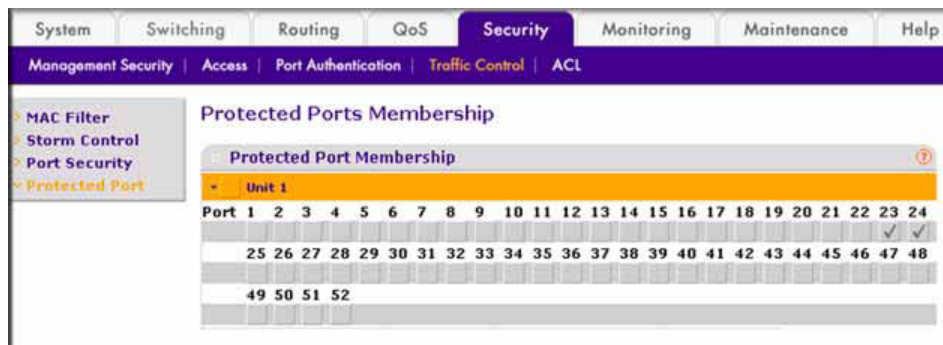 System Switching Routing QoS Security Monitoring Maintenance Help
Management Security | Access | Port Authentication | Traffic Control | ACL
MAC Filter
Storm Control
Port Security
Protected Port
Protected Ports Membership
Protected Port Membership
Unit 1
Port 1 2 3 4 5 6 7 8 9 10 11 12 13 14 15 16 17 18 19 20 21 22 23 24
25 26 27 28 29 30 31 32 33 34 35 36 37 38 39 40 41 42 43 44 45 46 47 48
49 50 51 52